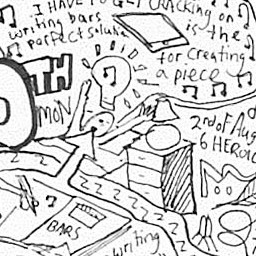 I HAVE TO GET CRACKING on
writing bars is the
perfect solution for creating
a piece
TH
MON
2nd of Aug
6 HEROIC
Z Z Z Z Z Z Z Z
BARS
writing